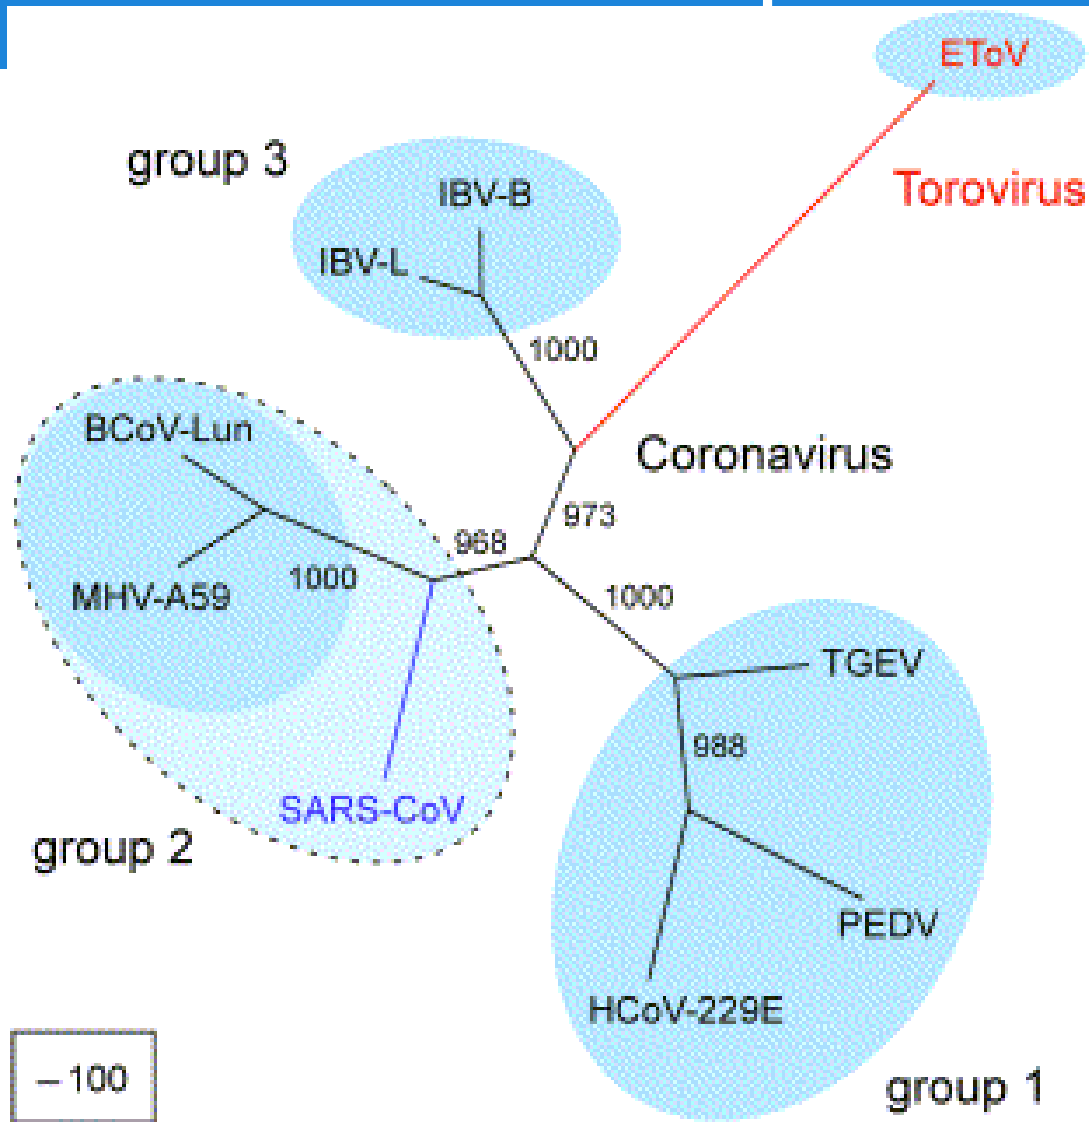 EToV
group 3
Torovirus
IBV-B
IBV-L
1000
BCoV-Lun
Coronavirus
973
968
1000
MHV-A59
1000
TGEV
988
SARS-CoV
group 2
PEDV
HCoV-229E
– 100
group 1